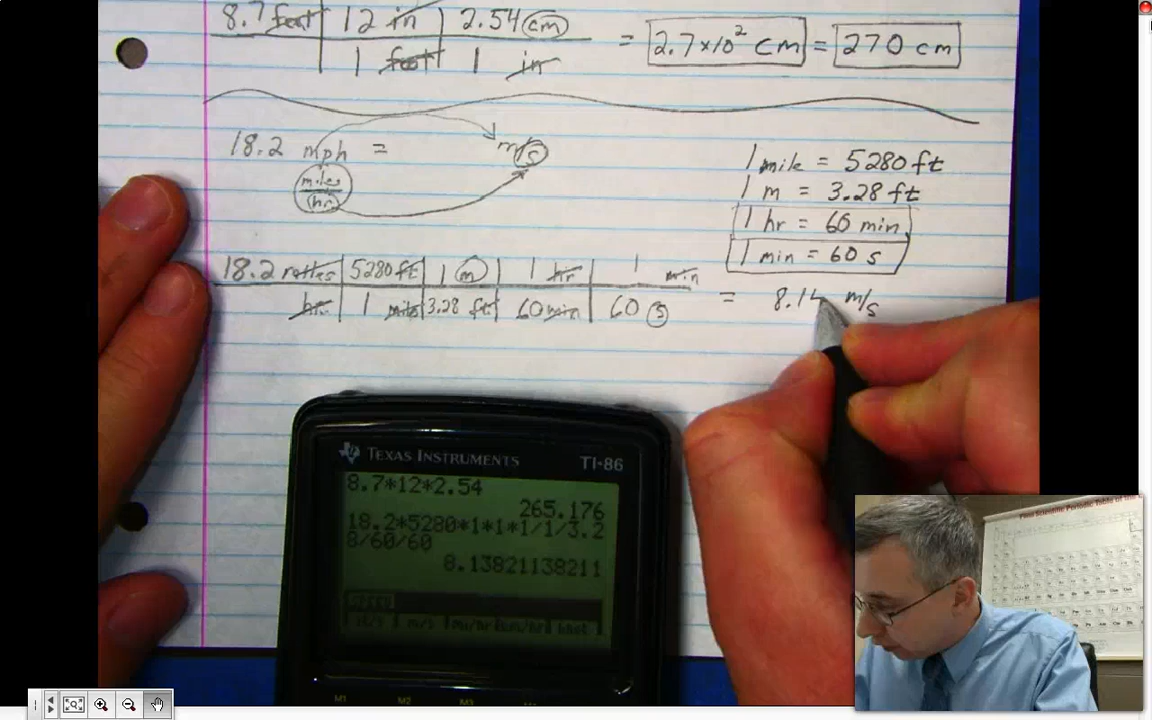 8.7 feet 12 in 2.54 cm
1 feet 1 in
= 2.7×10² cm = 270 cm
18.2 mph = m/s
miles
hr
1 mile = 5280 ft
1 m = 3.28 ft
1 hr = 60 min
1 min = 60 s
18.2 miles 5280 ft 1 m 1 hr 1 min
hr 1 mile 3.28 ft 60 min 60 s
= 8.14 m/s
TEXAS INSTRUMENTS TI-86
8.7*12*2.54
265.176
18.2*5280*1*1*1/1/3.2
8/60/60
8.13821138211
M1 M2 M3